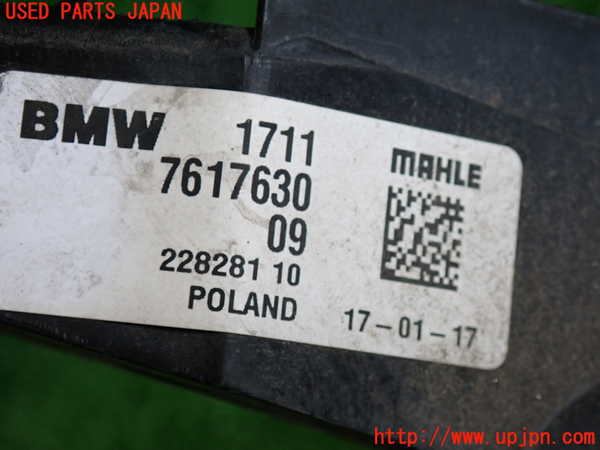 USED PARTS JAPAN
BMW 1711
7617630
09
228281 10
POLAND
MAHLE
17-01-17
http://www.upjpn.com/